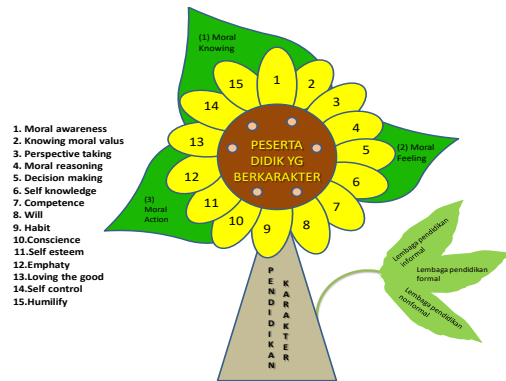 (1) Moral
Knowing
1
2
3
4
5
6
7
8
9
10
11
12
13
14
15
PESERTA
DIDIK YG
BERKARAKTER
(2) Moral
Feeling
(3)
Moral
Action
1. Moral awareness
2. Knowing moral valus
3. Perspective taking
4. Moral reasoning
5. Decision making
6. Self knowledge
7. Competence
8. Will
9. Habit
10.Conscience
11.Self esteem
12.Emphaty
13.Loving the good
14.Self control
15.Humilify
PENDIDIKAN
KARAKTER
Lembaga pendidikan
informal
Lembaga pendidikan
formal
Lembaga pendidikan
nonformal